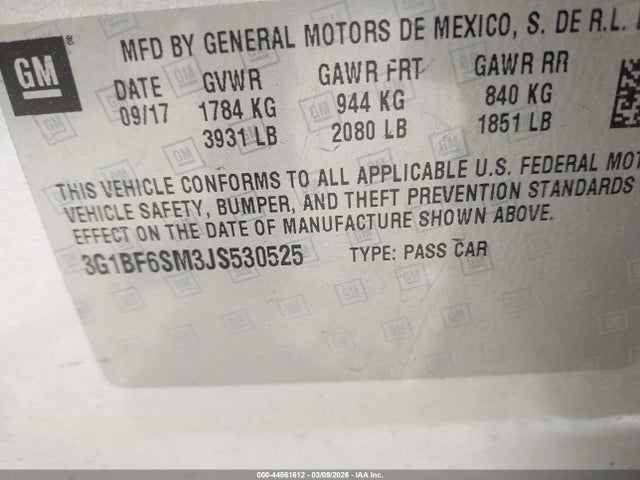 GM ®
MFD BY GENERAL MOTORS DE MEXICO, S. DE R.L.
DATE GVWR GAWR FRT GAWR RR
09/17 1784 KG 944 KG 840 KG
3931 LB 2080 LB 1851 LB
THIS VEHICLE CONFORMS TO ALL APPLICABLE U.S. FEDERAL MOT
VEHICLE SAFETY, BUMPER, AND THEFT PREVENTION STANDARDS
EFFECT ON THE DATE OF MANUFACTURE SHOWN ABOVE.
3G1BF6SM3JS530525 TYPE: PASS CAR
000-44561612 - 03/09/2026 - IAA Inc.